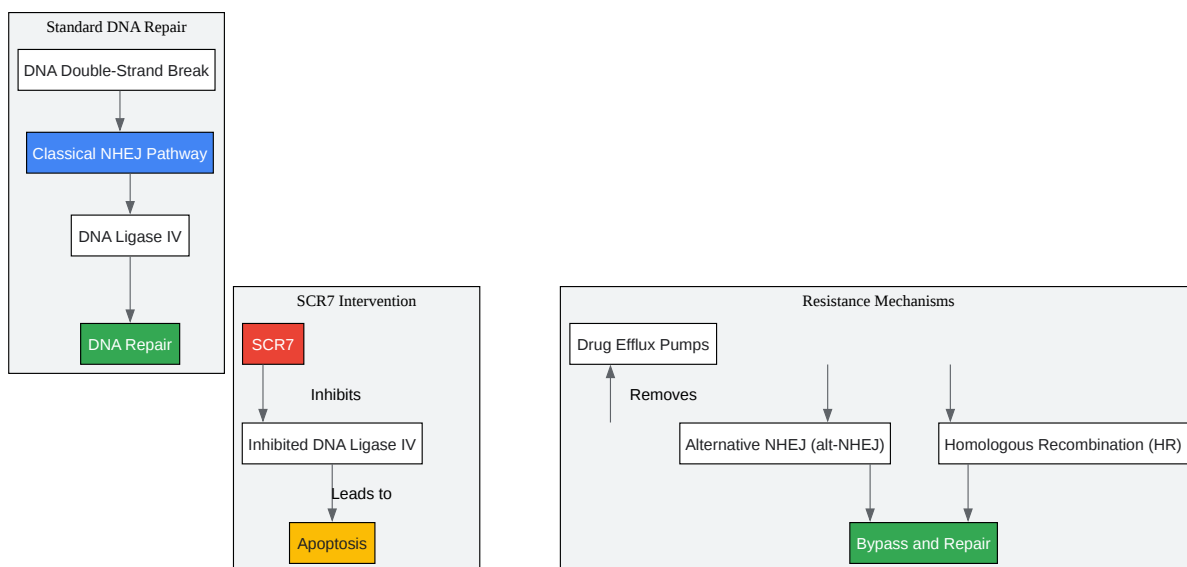 Standard DNA Repair
DNA Double-Strand Break
Classical NHEJ Pathway
DNA Ligase IV
DNA Repair
SCR7 Intervention
SCR7
Inhibits
Inhibited DNA Ligase IV
Leads to
Apoptosis
Resistance Mechanisms
Drug Efflux Pumps
Removes
Alternative NHEJ (alt-NHEJ)
Homologous Recombination (HR)
Bypass and Repair